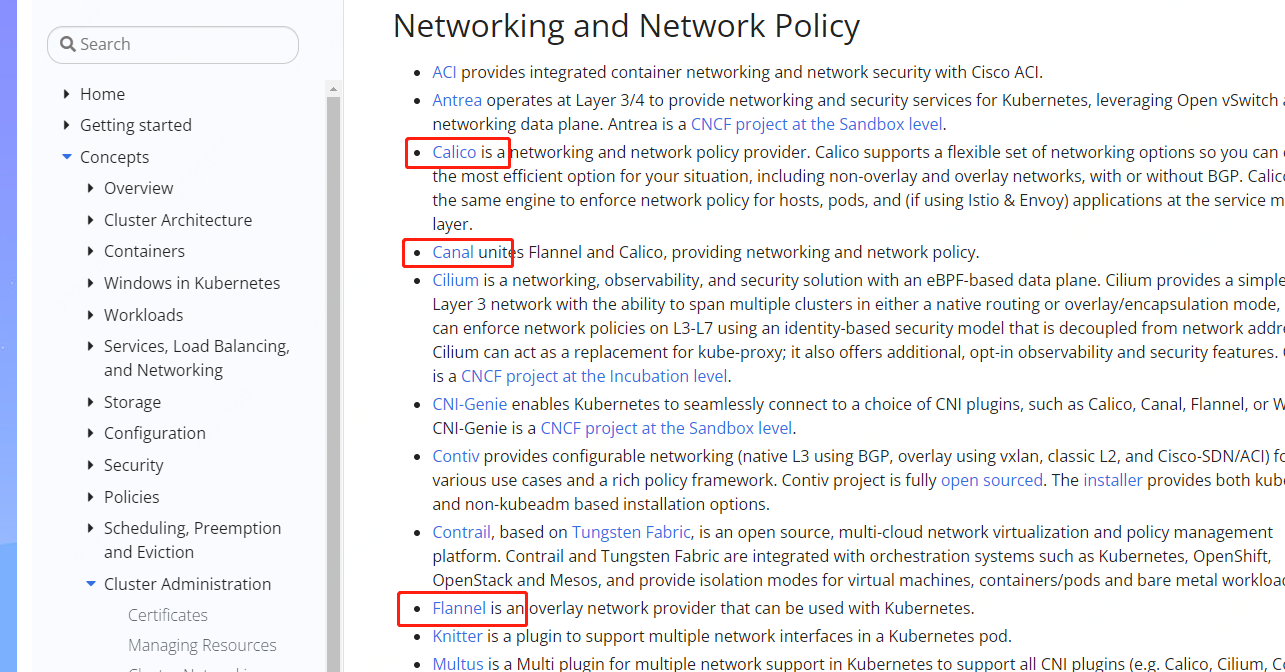 Search
Home
Getting started
Concepts
Overview
Cluster Architecture
Containers
Windows in Kubernetes
Workloads
Services, Load Balancing,
and Networking
Storage
Configuration
Security
Policies
Scheduling, Preemption
and Eviction
Cluster Administration
Certificates
Managing Resources
Networking and Network Policy
ACI provides integrated container networking and network security with Cisco ACI.
Antrea operates at Layer 3/4 to provide networking and security services for Kubernetes, leveraging Open vSwitch
networking data plane. Antrea is a CNCF project at the Sandbox level.
Calico is a networking and network policy provider. Calico supports a flexible set of networking options so you can
the most efficient option for your situation, including non-overlay and overlay networks, with or without BGP.
the same engine to enforce network policy for hosts, pods, and (if using Istio & Envoy) applications at the service
layer.
Canal unites Flannel and Calico, providing networking and network policy.
Cilium is a networking, observability, and security solution with an eBPF-based data plane. Cilium provides a simple
Layer 3 network with the ability to span multiple clusters in either a native routing or overlay/encapsulation mode,
can enforce network policies on L3-L7 using an identity-based security model that is decoupled from network
Cilium can act as a replacement for kube-proxy; it also offers additional, opt-in observability and security features.
is a CNCF project at the Incubation level.
CNI-Genie enables Kubernetes to seamlessly connect to a choice of CNI plugins, such as Calico, Canal, Flannel, or
CNI-Genie is a CNCF project at the Sandbox level.
Contiv provides configurable networking (native L3 using BGP, overlay using vxlan, classic L2, and Cisco-SDN/ACI)
various use cases and a rich policy framework. Contiv project is fully open sourced. The installer provides both
and non-kubeadm based installation options.
Contrail, based on Tungsten Fabric, is an open source, multi-cloud network virtualization and policy management
platform. Contrail and Tungsten Fabric are integrated with orchestration systems such as Kubernetes, OpenShift,
OpenStack and Mesos, and provide isolation modes for virtual machines, containers/pods and bare metal
Flannel is an overlay network provider that can be used with Kubernetes.
Knitter is a plugin to support multiple network interfaces in a Kubernetes pod.
Multus is a Multi plugin for multiple network support in Kubernetes to support all CNI plugins (e.g. Calico, Cilium,